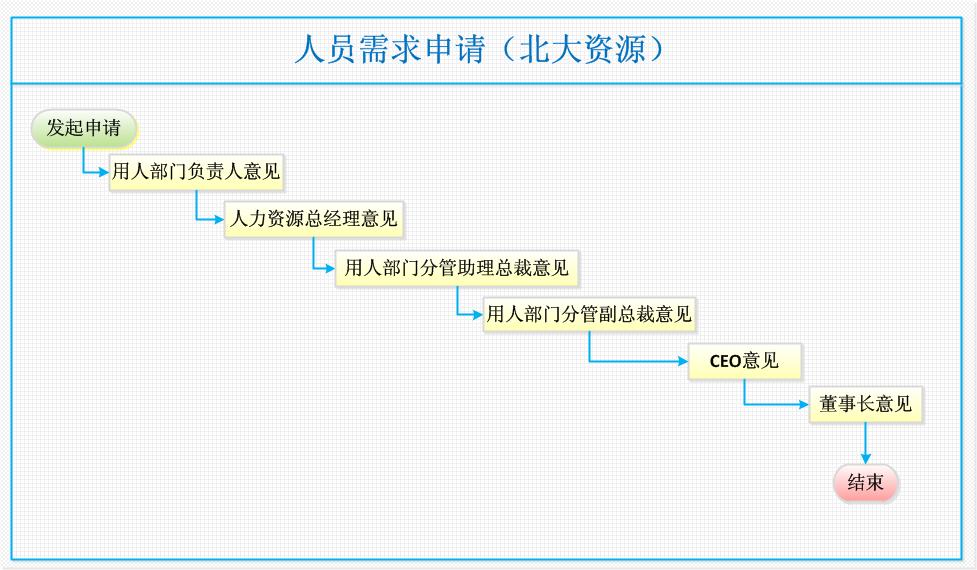 人员需求申请（北大资源）
发起申请
用人部门负责人意见
人力资源总经理意见
用人部门分管助理总裁意见
用人部门分管副总裁意见
CEO意见
董事长意见
结束